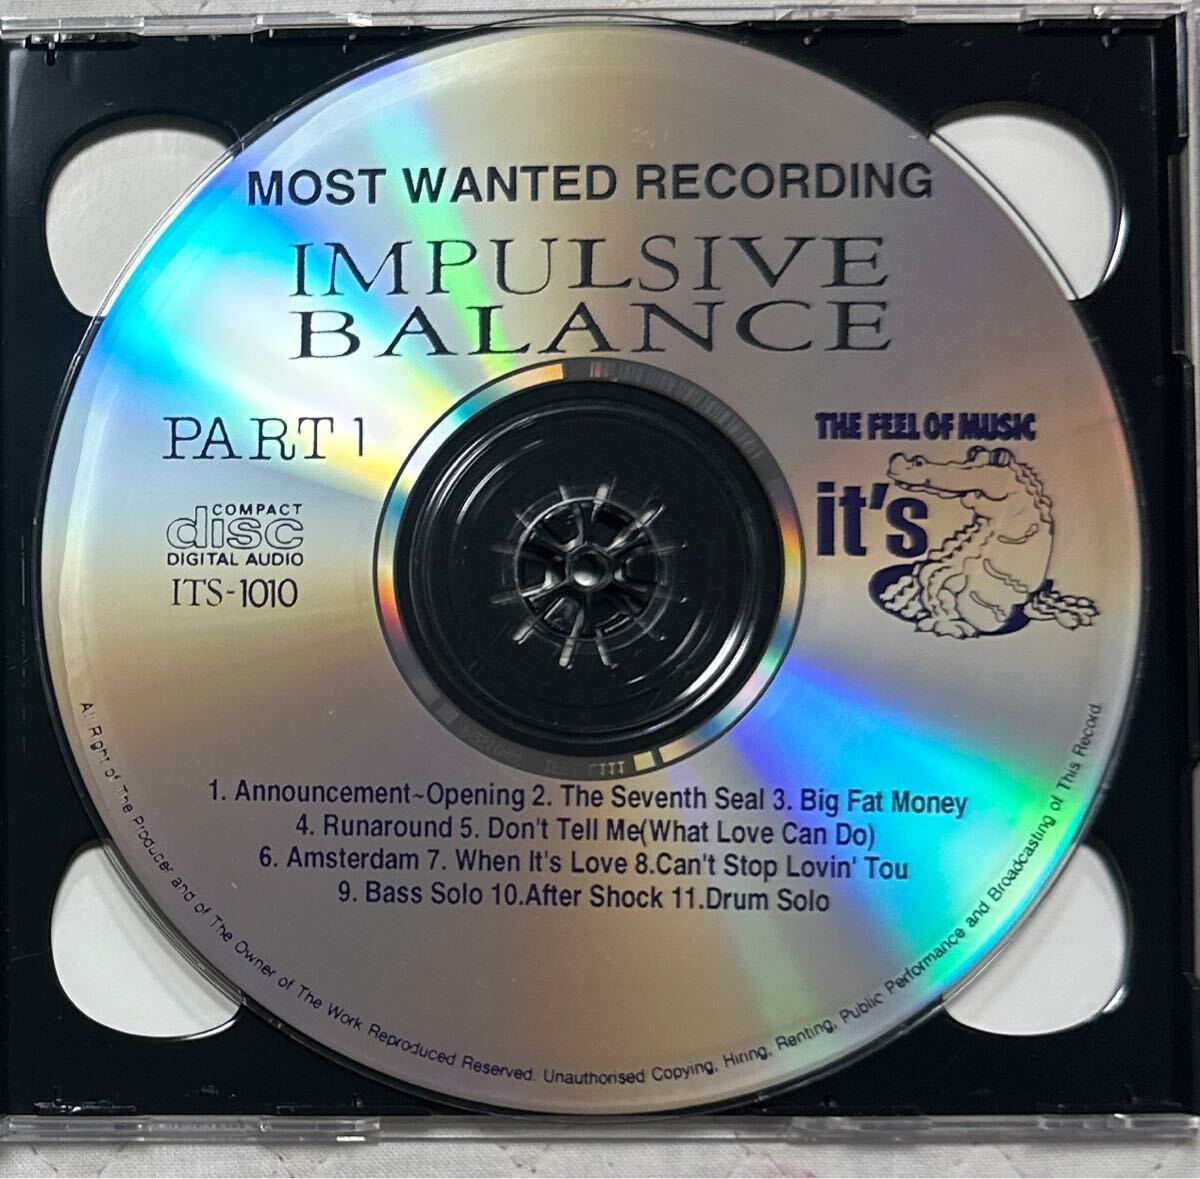 MOST WANTED RECORDING
IMPULSIVE
BALANCE
PART 1
THE FEEL OF MUSIC
it's
COMPACT
disc
DIGITAL AUDIO
ITS-1010
1. Announcement~Opening 2. The Seventh Seal 3. Big Fat Money
4. Runaround 5. Don't Tell Me(What Love Can Do)
6. Amsterdam 7. When It's Love 8.Can't Stop Lovin' Tou
9. Bass Solo 10.After Shock 11.Drum Solo
All Right of The Producer and of The Owner of The Work Reproduced Reserved. Unauthorised Copying, Hiring, Renting, Public Performance and Broadcasting of This Record.